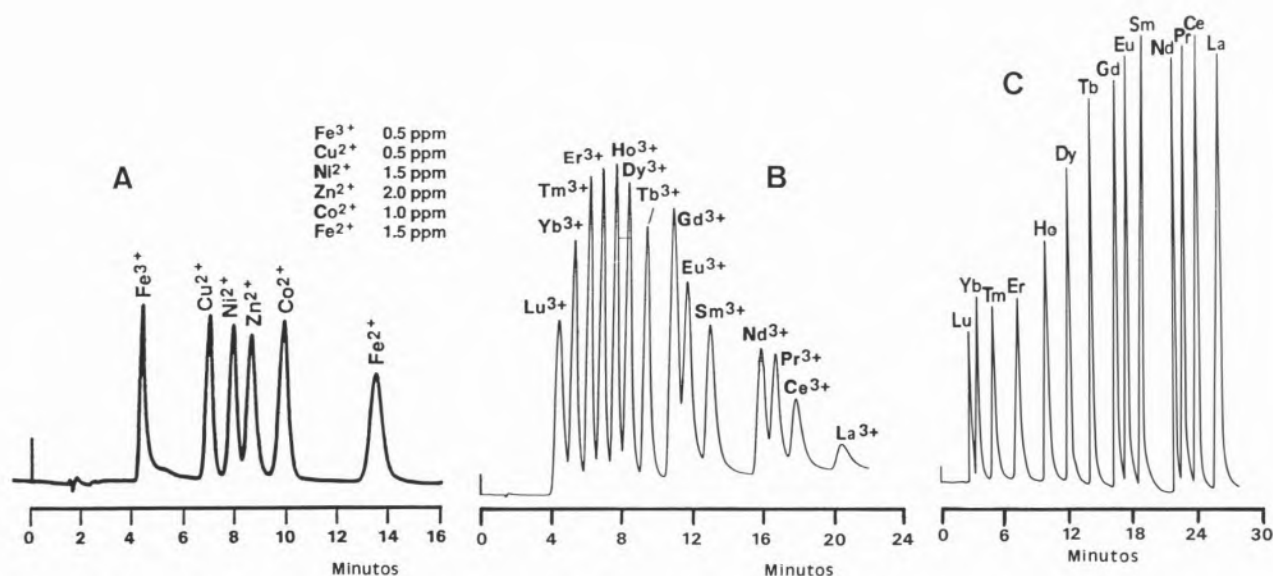 A
Fe3+ 0.5 ppm
Cu2+ 0.5 ppm
Ni2+ 1.5 ppm
Zn2+ 2.0 ppm
Co2+ 1.0 ppm
Fe2+ 1.5 ppm
Fe3+
Cu2+
Ni2+
Zn2+
Co2+
Fe2+
0 2 4 6 8 10 12 14 16
Minutos
B
Lu3+
Yb3+
Tm3+
Er3+
Ho3+
Dy3+
Tb3+
Gd3+
Eu3+
Sm3+
Nd3+
Pr3+
Ce3+
La3+
0 4 8 12 16 20 24
Minutos
C
Lu
Yb
Tm
Er
Ho
Dy
Tb
Gd
Eu
Sm
Nd
Pr
Ce
La
0 6 12 18 24 30
Minutos